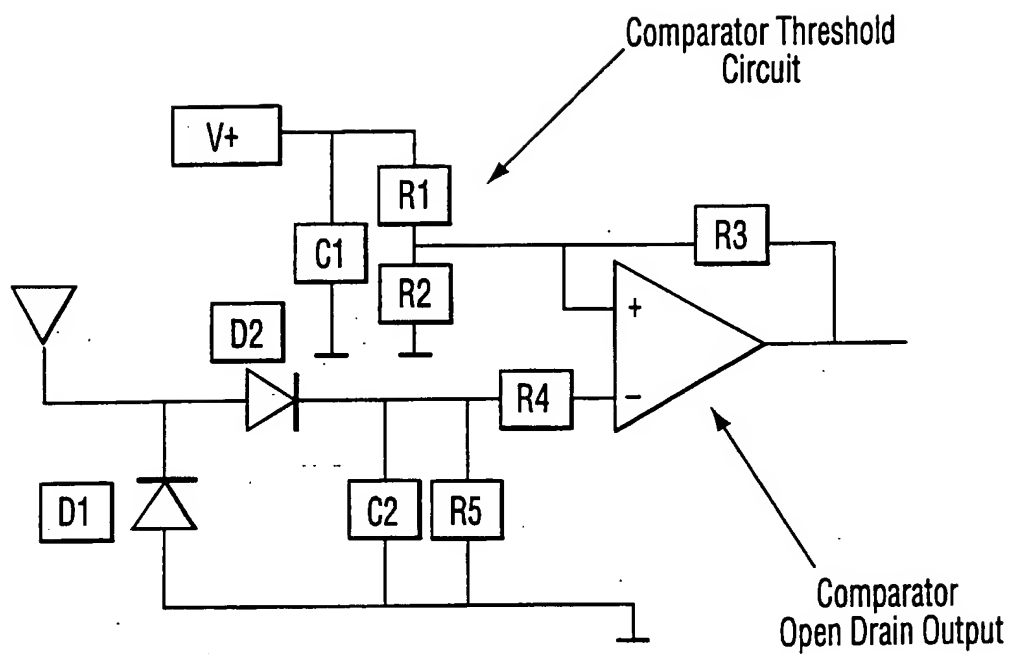 Comparator Threshold
Circuit
V+
R1
C1
R2
R3
+
D2
R4
−
D1
C2
R5
Comparator
Open Drain Output